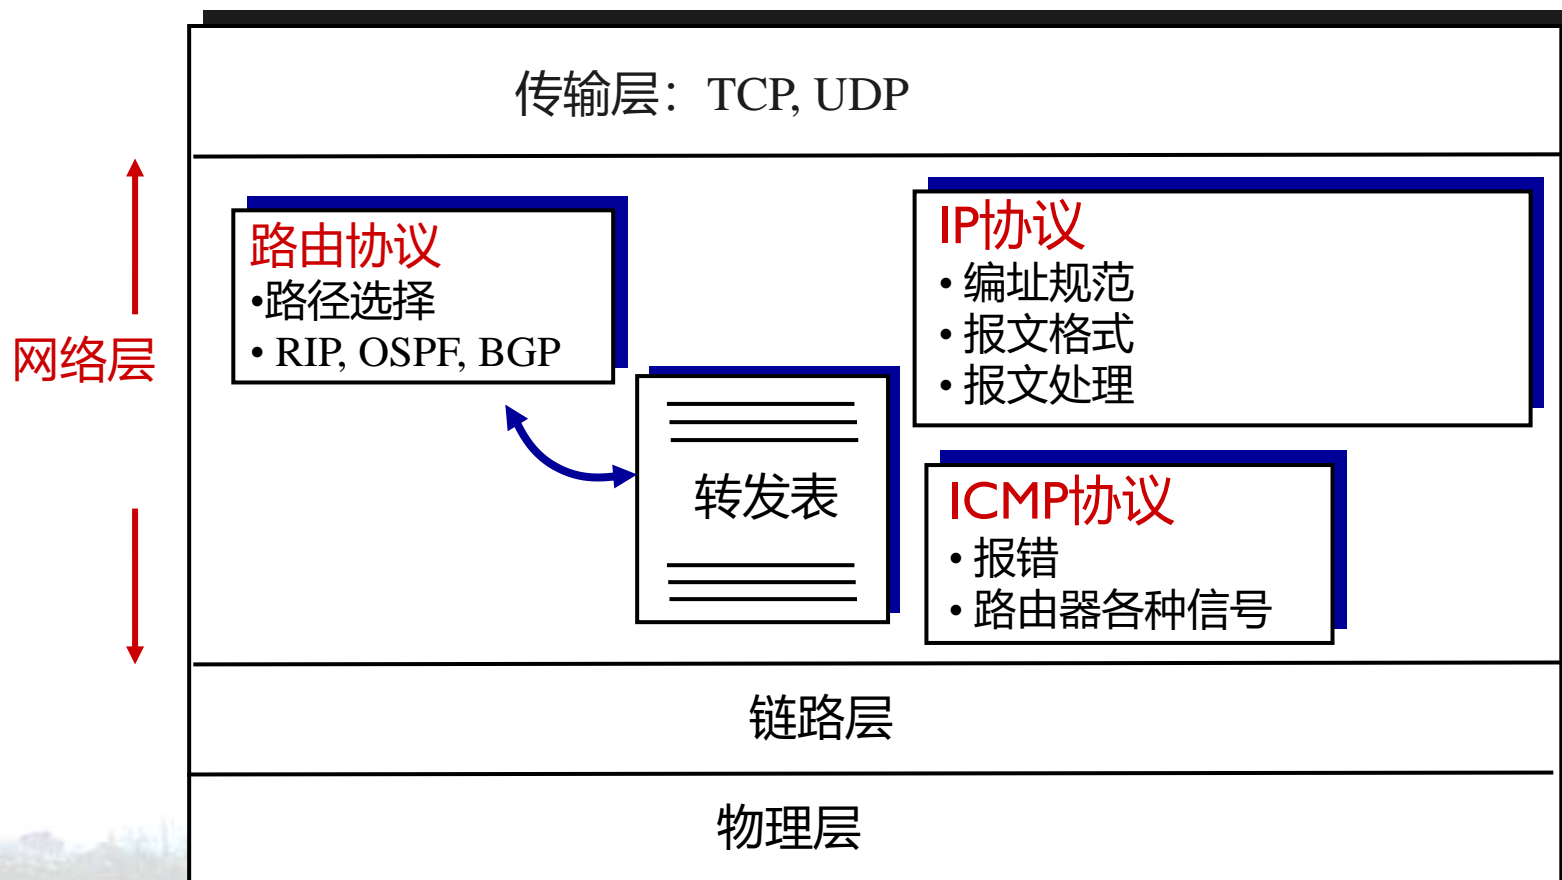 传输层：TCP, UDP
网络层
路由协议
•路径选择
• RIP, OSPF, BGP
转发表
IP协议
• 编址规范
• 报文格式
• 报文处理
ICMP协议
• 报错
• 路由器各种信号
链路层
物理层